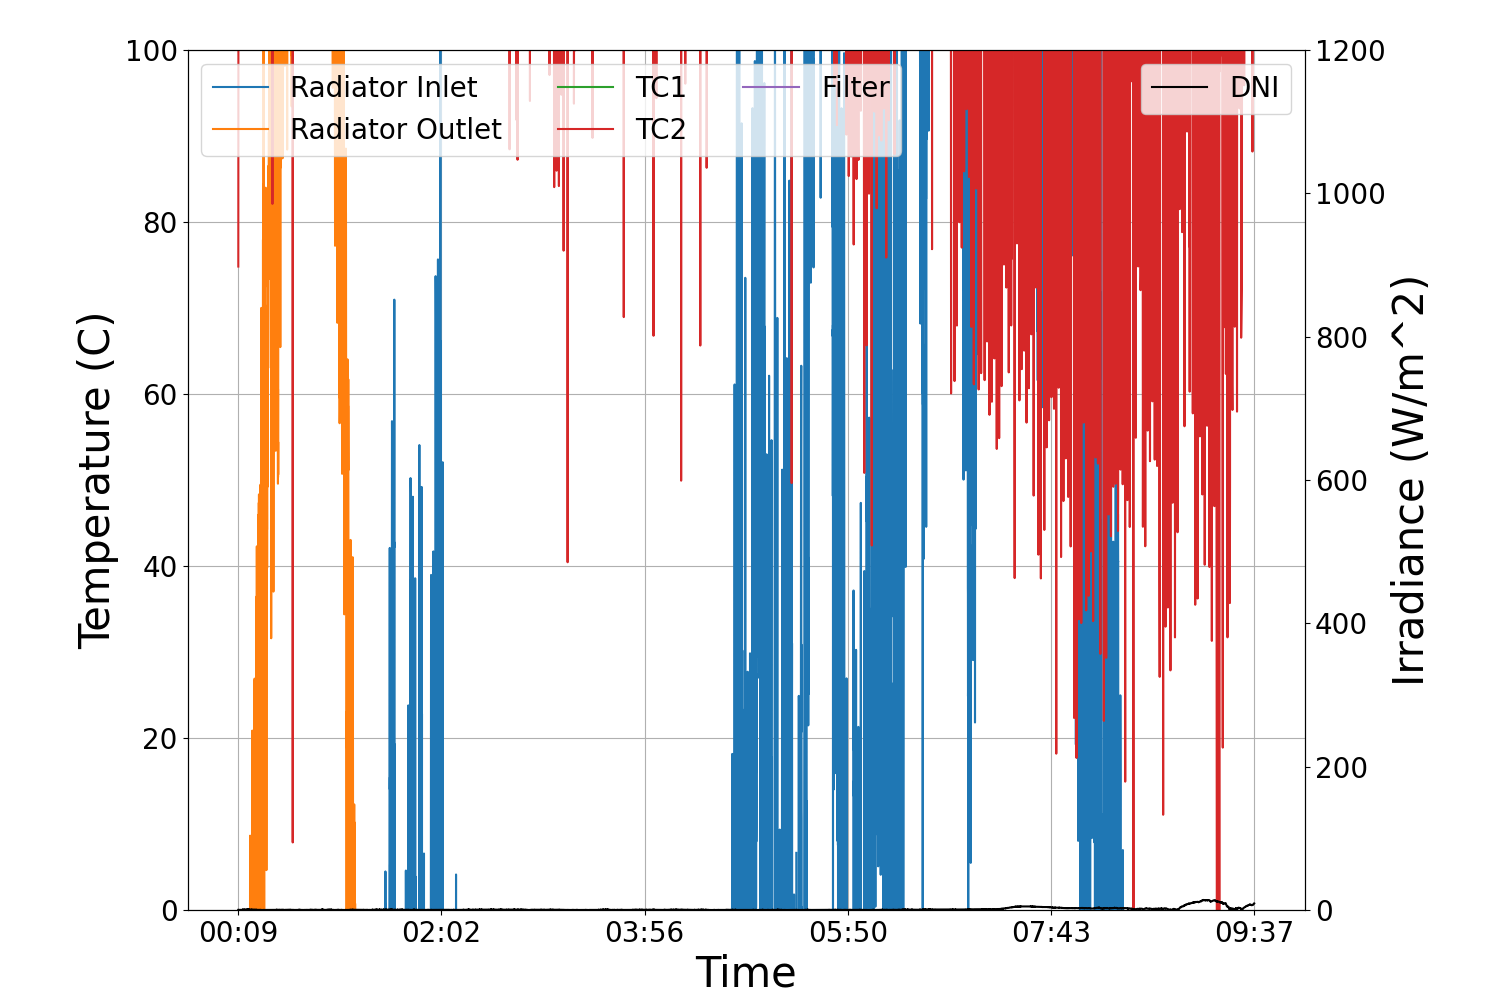 100
80
60
40
20
0
Temperature (C)
Radiator Inlet
Radiator Outlet
TC1
TC2
Filter
DNI
1200
1000
800
600
400
200
0
Irradiance (W/m^2)
00:09 02:02 03:56 05:50 07:43 09:37
Time